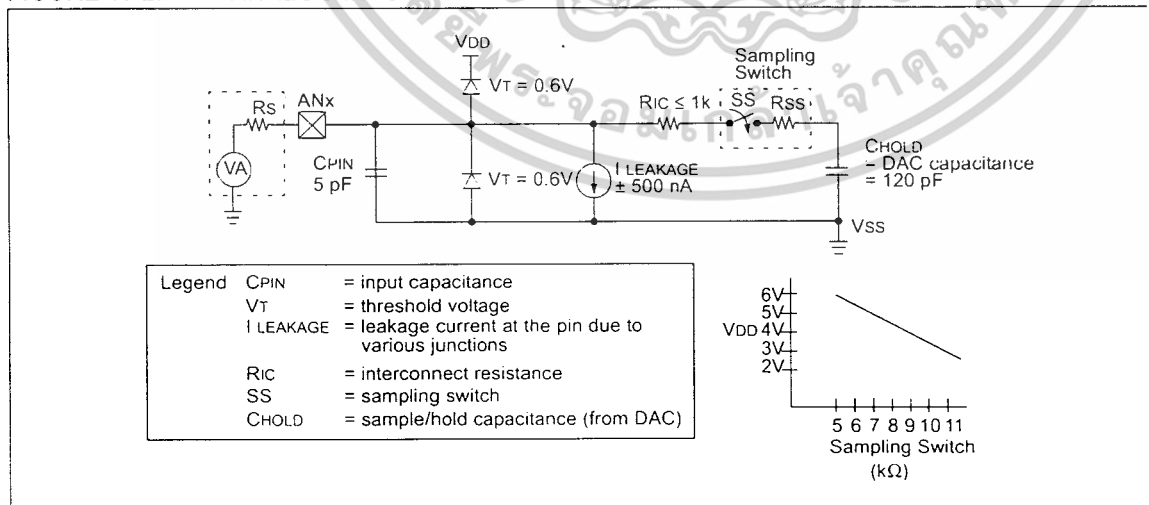 VDD
Sampling
Switch
VT = 0.6V
RS
ANx
RIC ≤ 1k
SS
RSS
VA
CPIN
5 pF
VT = 0.6V
I LEAKAGE
± 500 nA
CHOLD
= DAC capacitance
= 120 pF
VSS
Legend CPIN = input capacitance
VT = threshold voltage
I LEAKAGE = leakage current at the pin due to
various junctions
RIC = interconnect resistance
SS = sampling switch
CHOLD = sample/hold capacitance (from DAC)
6V
5V
VDD 4V
3V
2V
5 6 7 8 9 10 11
Sampling Switch
(kΩ)